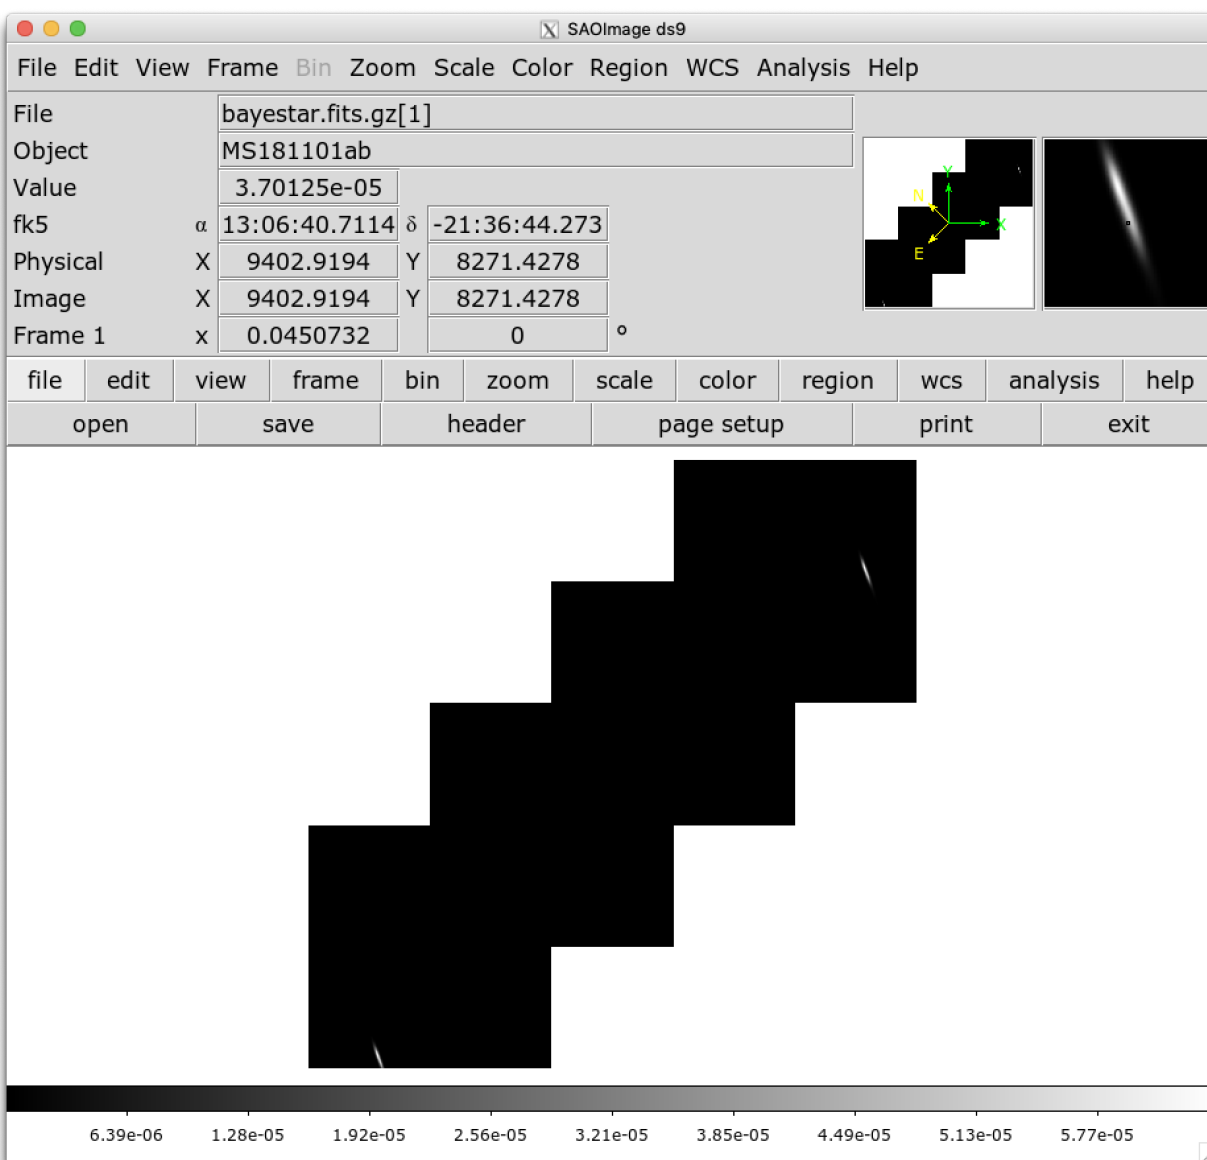 SAOImage ds9
File Edit View Frame Bin Zoom Scale Color Region WCS Analysis Help
File bayestar.fits.gz[1]
Object MS181101ab
Value 3.70125e-05
fk5 α 13:06:40.7114 δ -21:36:44.273
Physical X 9402.9194 Y 8271.4278
Image X 9402.9194 Y 8271.4278
Frame 1 x 0.0450732 0 °
Y
N
X
E
file edit view frame bin zoom scale color region wcs analysis help
open save header page setup print exit
6.39e-06 1.28e-05 1.92e-05 2.56e-05 3.21e-05 3.85e-05 4.49e-05 5.13e-05 5.77e-05